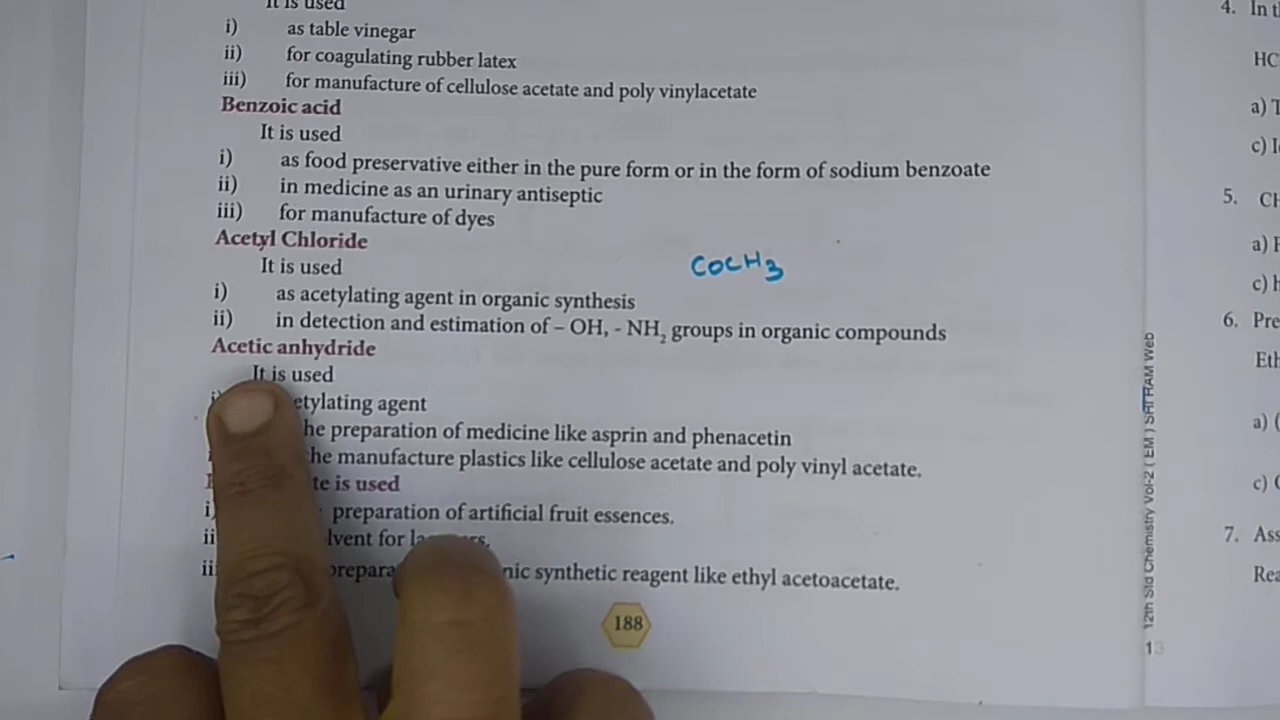 It is used
i) as table vinegar
ii) for coagulating rubber latex
iii) for manufacture of cellulose acetate and poly vinylacetate
Benzoic acid
It is used
i) as food preservative either in the pure form or in the form of sodium benzoate
ii) in medicine as an urinary antiseptic
iii) for manufacture of dyes
Acetyl Chloride
It is used
COCH3
i) as acetylating agent in organic synthesis
ii) in detection and estimation of – OH, - NH₂ groups in organic compounds
Acetic anhydride
It is used
etylating agent
he preparation of medicine like asprin and phenacetin
he manufacture plastics like cellulose acetate and poly vinyl acetate.
te is used
i) preparation of artificial fruit essences.
ii lvent for
iii prepara nic synthetic reagent like ethyl acetoacetate.
188
4. In t
HC
a) T
c) I
5. CH
a)
c) h
6. Pre
Eth
a) (
c)
7. Ass
Rea
12th Std Chemistry Vol-2 ( EM ) SRI RAM Web
13